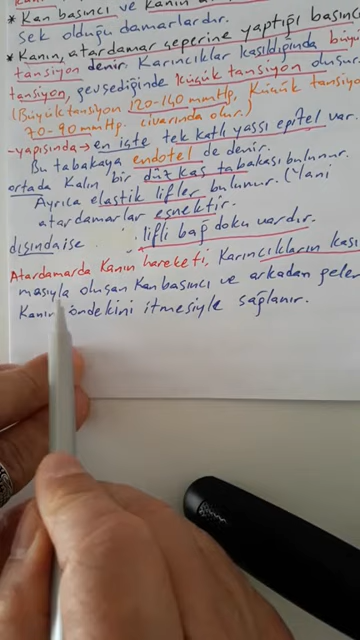 * Kan basıncı ve kanın a
sek olduğu damarlardır.
* Kanın, atardamar çeperine yaptığı basınc
tansiyon denir. Karıncıklar kasıldığında büyü
tansiyon, gevşediğinde küçük tansiyon oluşur.
(Büyük tansiyon 120-140 mmHg, Küçük tansiyo
70-90 mmHg. civarında olur.)
-yapısında→ en içte tek katlı yassı epitel var.
Bu tabakaya endotel de denir.
ortada Kalın bir düz kas tabakası bulunur.
Ayrıca elastik lifler bulunur. (Yani
atardamarlar esnektir.
dışında ise lifli bağ doku vardır.
Atardamarda Kanın hareketi, Karıncıkların kası
masıyla oluşan Kan basıncı ve arkadan gelen
Kanın öndekini itmesiyle sağlanır.